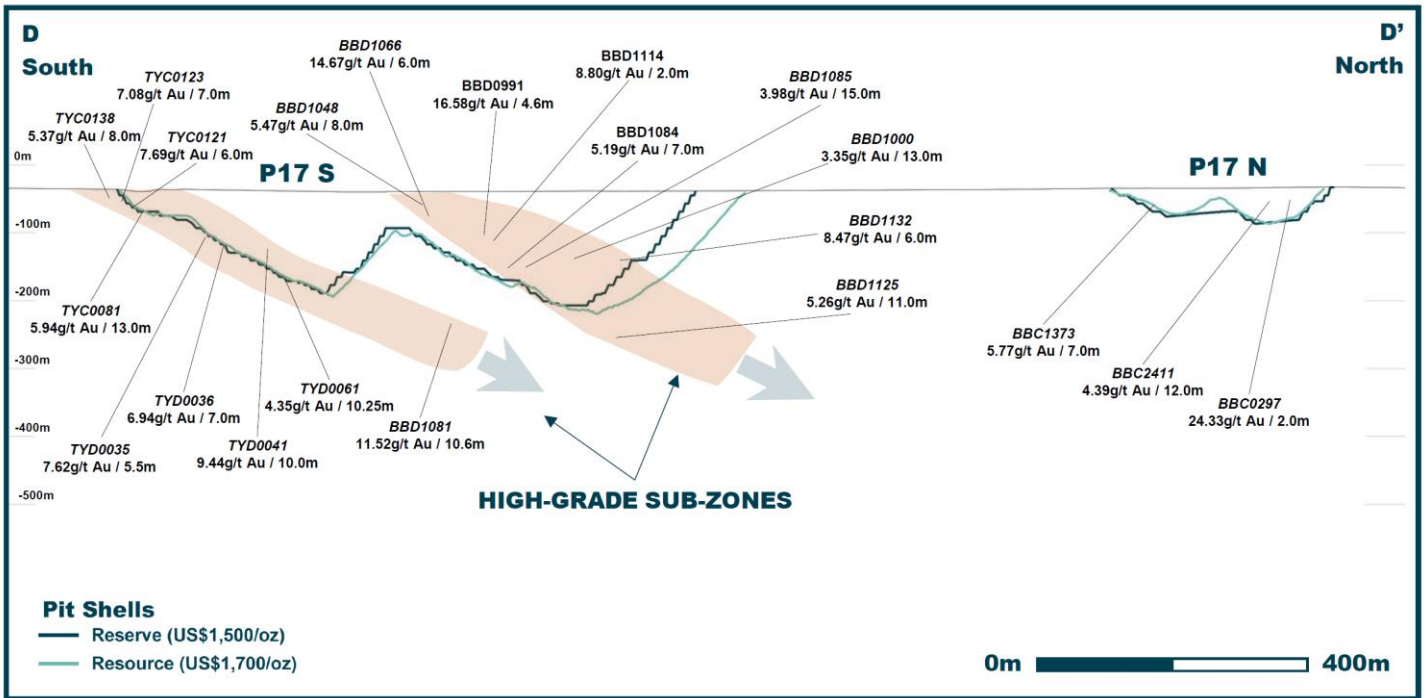 D
South
D’
North
BBD1066
14.67g/t Au / 6.0m
BBD1114
8.80g/t Au / 2.0m
TYC0123
7.08g/t Au / 7.0m
BBD0991
16.58g/t Au / 4.6m
BBD1085
3.98g/t Au / 15.0m
BBD1048
5.47g/t Au / 8.0m
TYC0138
5.37g/t Au / 8.0m
TYC0121
7.69g/t Au / 6.0m
BBD1084
5.19g/t Au / 7.0m
BBD1000
3.35g/t Au / 13.0m
0m
P17 S
P17 N
-100m
BBD1132
8.47g/t Au / 6.0m
BBD1125
5.26g/t Au / 11.0m
-200m
TYC0081
5.94g/t Au / 13.0m
BBC1373
5.77g/t Au / 7.0m
-300m
BBC2411
4.39g/t Au / 12.0m
TYD0061
4.35g/t Au / 10.25m
TYD0036
6.94g/t Au / 7.0m
BBC0297
24.33g/t Au / 2.0m
-400m
BBD1081
11.52g/t Au / 10.6m
TYD0041
9.44g/t Au / 10.0m
TYD0035
7.62g/t Au / 5.5m
-500m
HIGH-GRADE SUB-ZONES
Pit Shells
Reserve (US$1,500/oz)
Resource (US$1,700/oz)
0m
400m